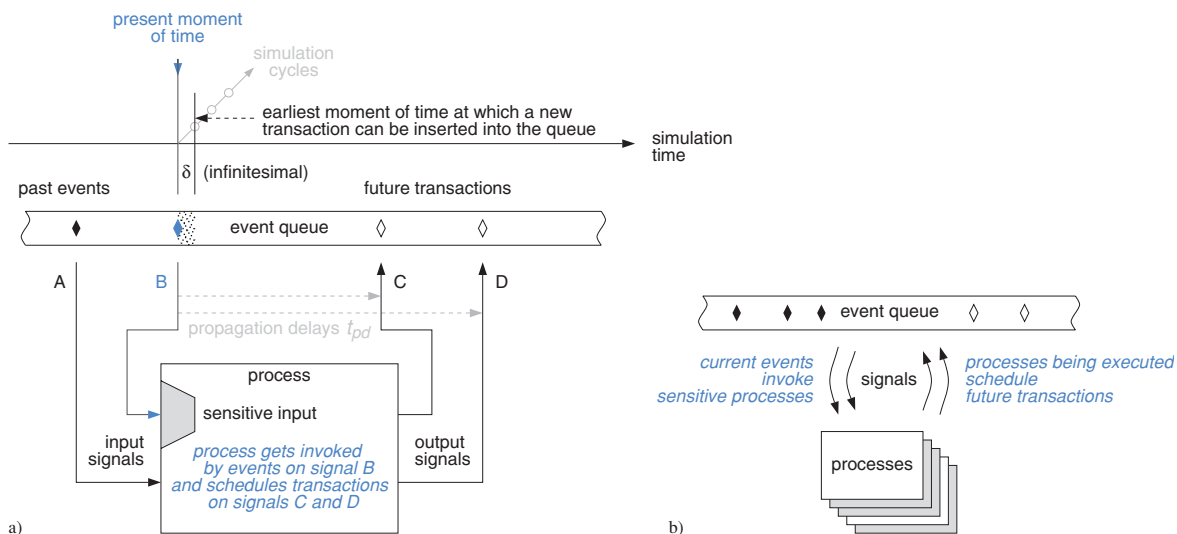 present moment
of time
simulation
cycles
earliest moment of time at which a new
transaction can be inserted into the queue
simulation
time
δ (infinitesimal)
past events
future transactions
event queue
A
B
C
D
propagation delays tpd
process
sensitive input
input
signals
process gets invoked
by events on signal B
and schedules transactions
on signals C and D
output
signals
a)
event queue
current events
invoke
sensitive processes
signals
processes being executed
schedule
future transactions
processes
b)